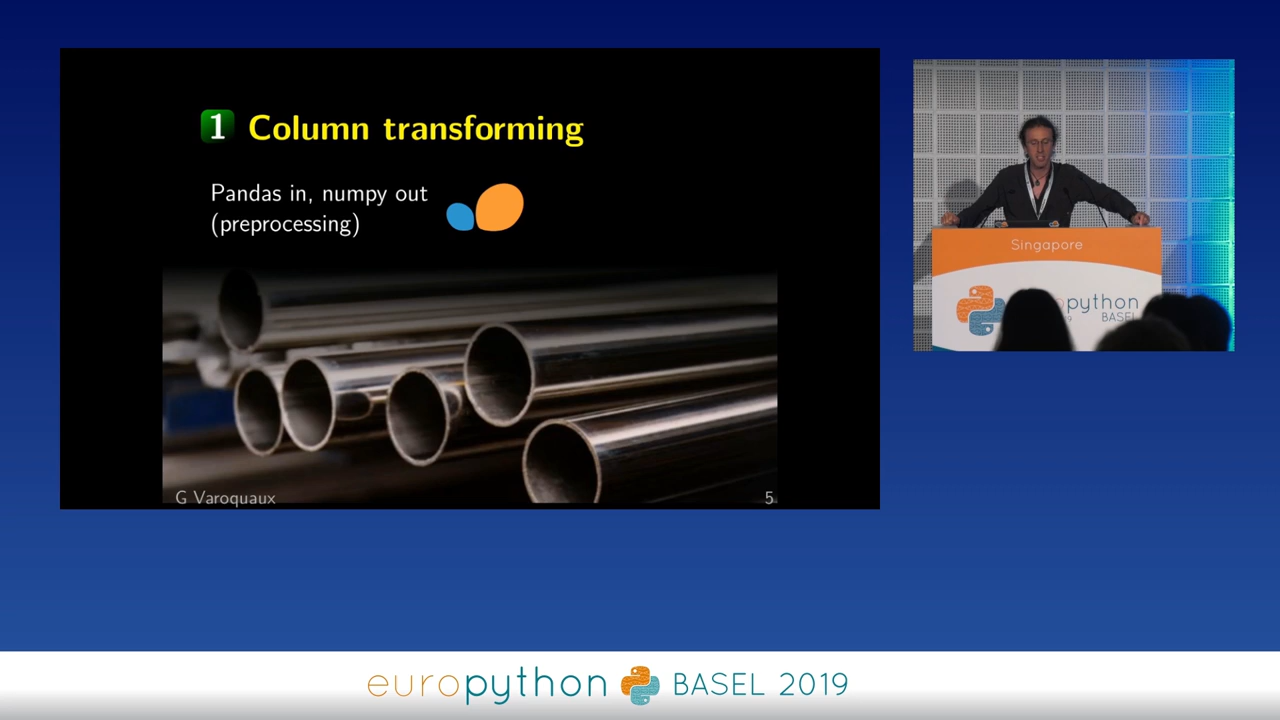 1 Column transforming
Pandas in, numpy out
(preprocessing)
G Varoquaux
5
Singapore
python
BASEL
europython BASEL 2019